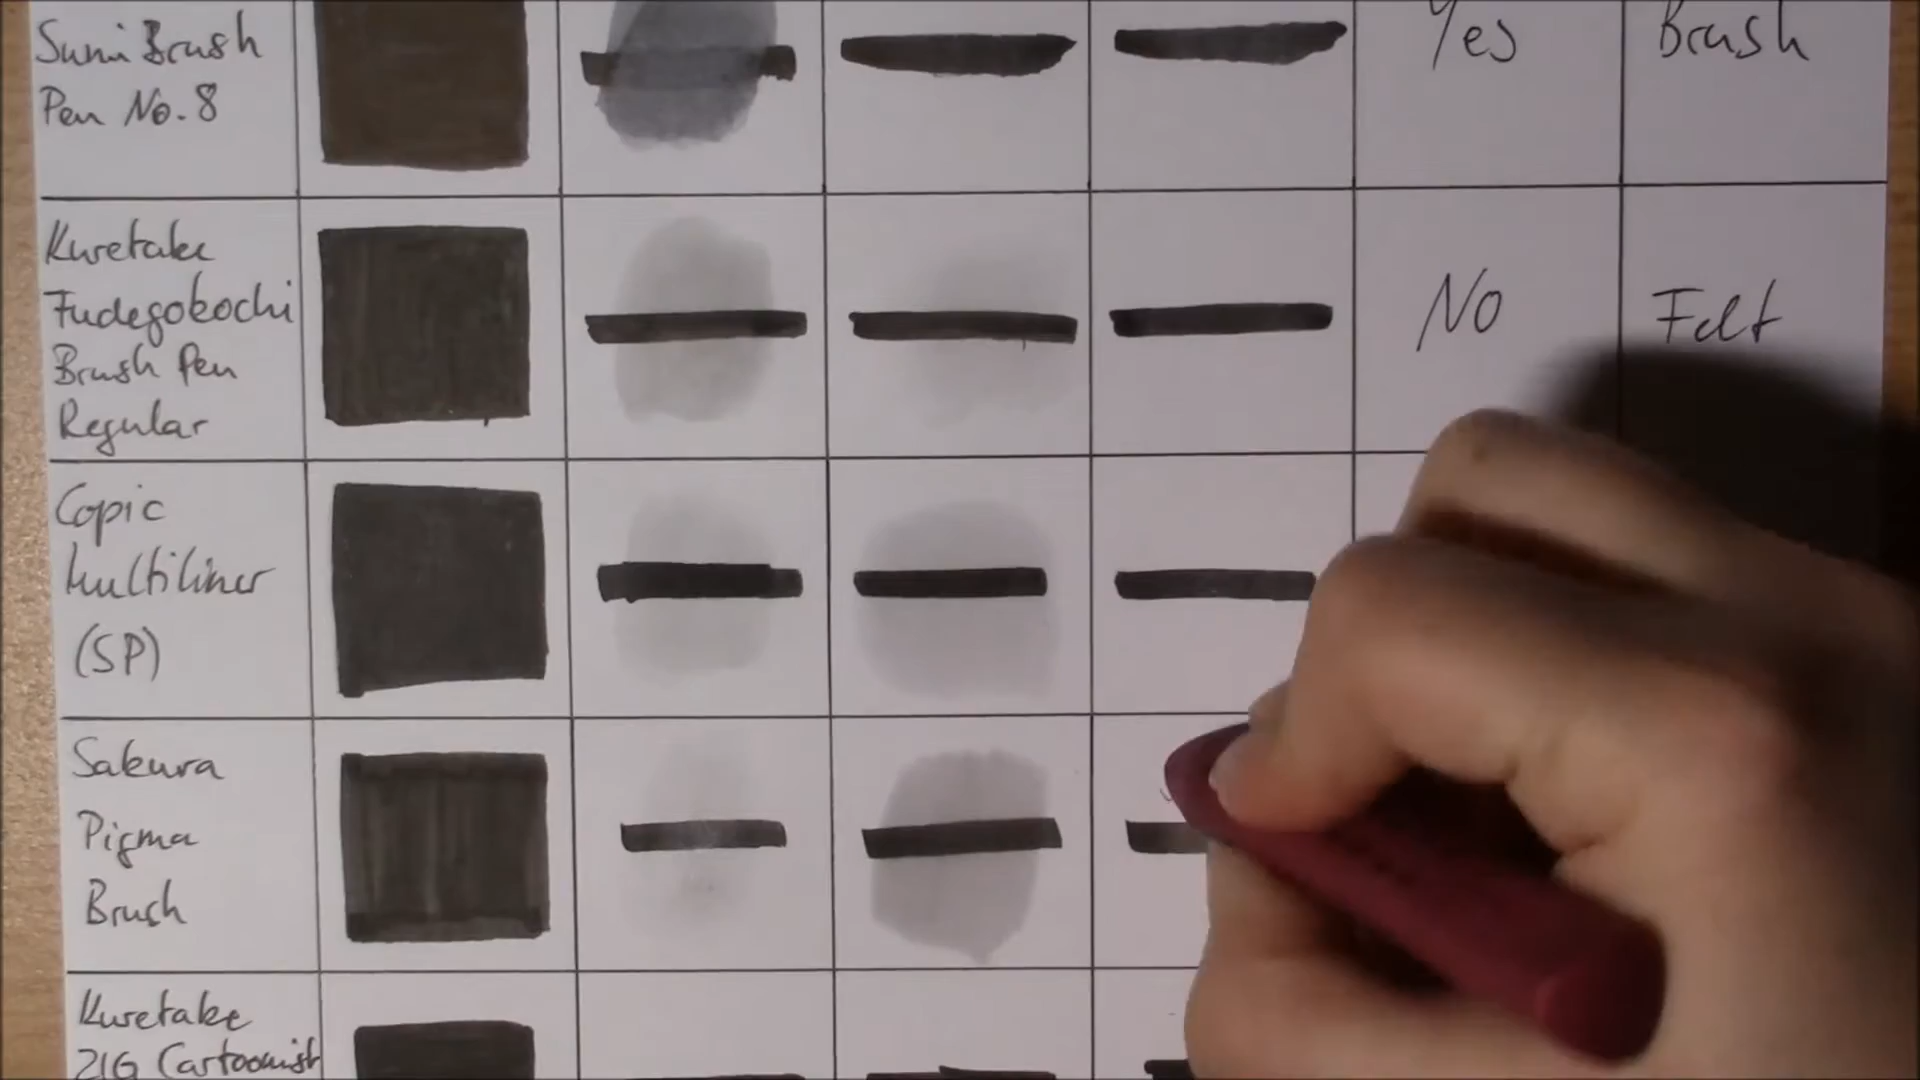 Sumi Brush
Pen No. 8
Yes
Brush
Kuretake
Fudegokochi
Brush Pen
Regular
No
Felt
Copic
Multiliner
(SP)
Sakura
Pigma
Brush
Kuretake
ZIG Cartoonist